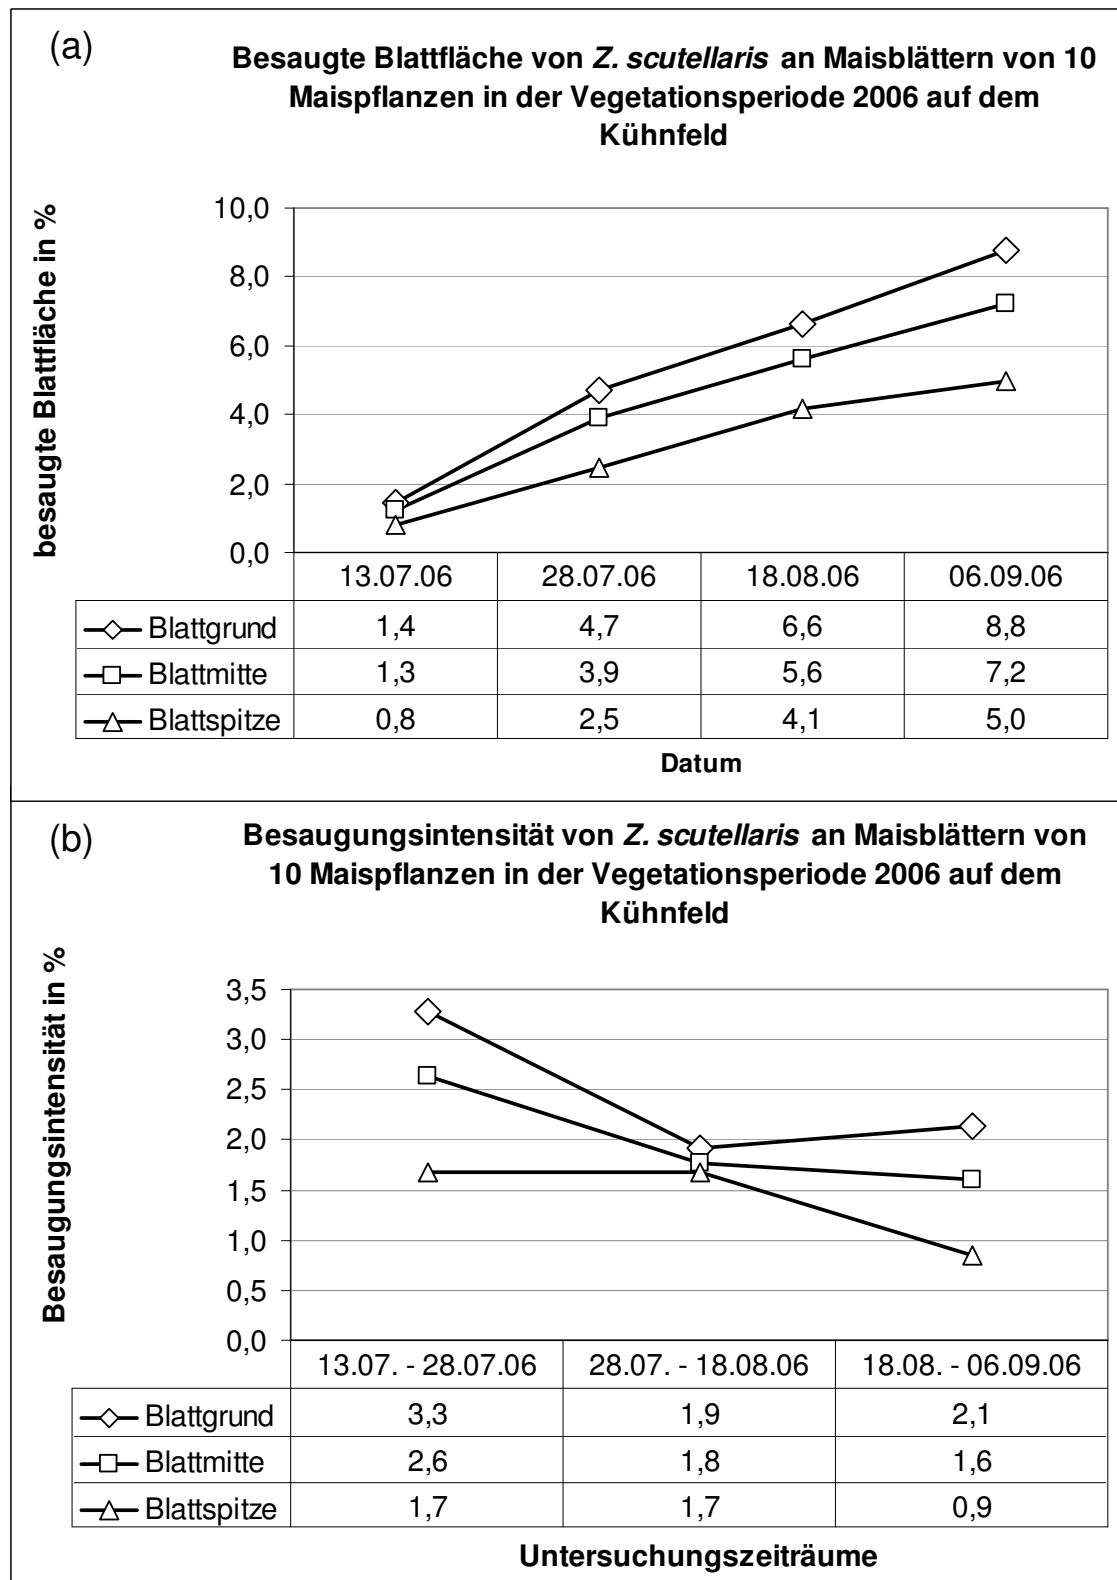 (a)
Besaugte Blattfläche von Z. scutellaris an Maisblättern von 10
Maispflanzen in der Vegetationsperiode 2006 auf dem
Kühnfeld
besaugte Blattfläche in %
10,0
8,0
6,0
4,0
2,0
0,0
13.07.06 28.07.06 18.08.06 06.09.06
Blattgrund 1,4 4,7 6,6 8,8
Blattmitte 1,3 3,9 5,6 7,2
Blattspitze 0,8 2,5 4,1 5,0
Datum
(b)
Besaugungsintensität von Z. scutellaris an Maisblättern von
10 Maispflanzen in der Vegetationsperiode 2006 auf dem
Kühnfeld
Besaugungsintensität in %
3,5
3,0
2,5
2,0
1,5
1,0
0,5
0,0
13.07. - 28.07.06 28.07. - 18.08.06 18.08. - 06.09.06
Blattgrund 3,3 1,9 2,1
Blattmitte 2,6 1,8 1,6
Blattspitze 1,7 1,7 0,9
Untersuchungszeiträume